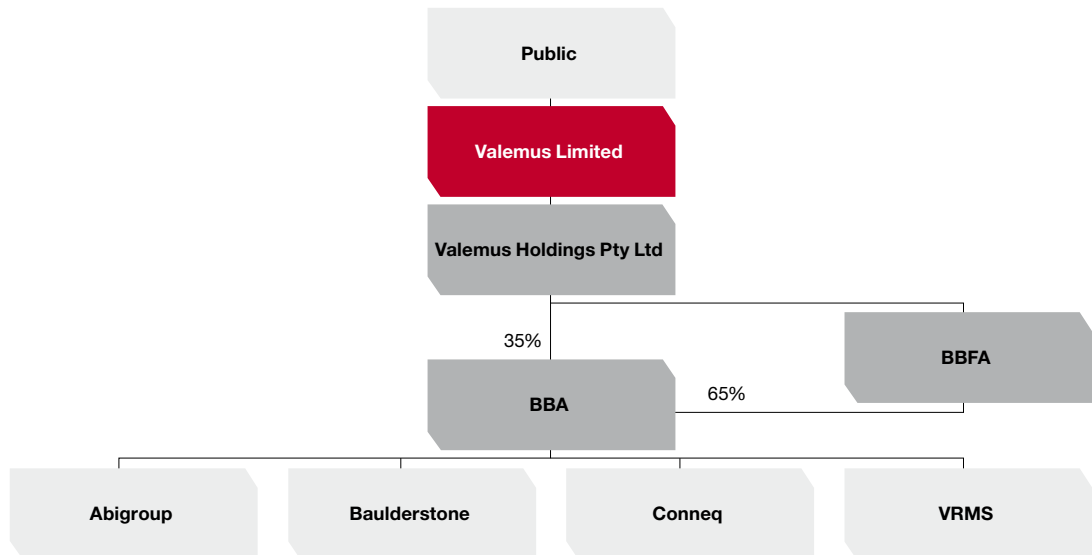 Public
Valemus Limited
Valemus Holdings Pty Ltd
35%
BBFA
BBA
65%
Abigroup
Baulderstone
Conneq
VRMS